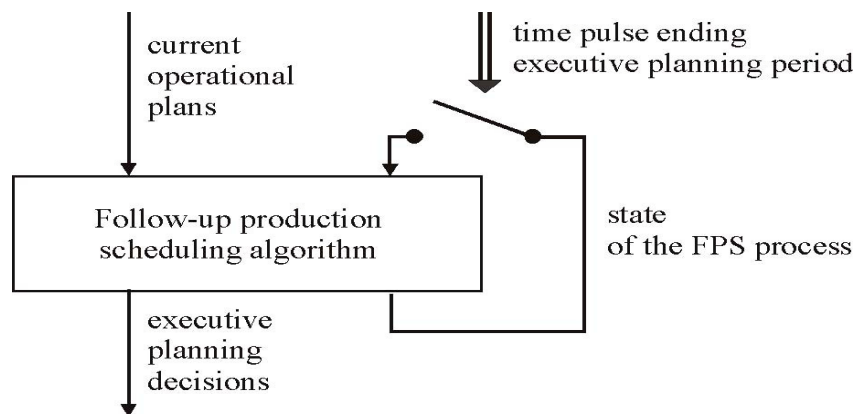 current
operational
plans
time pulse ending
executive planning period
Follow-up production
scheduling algorithm
state
of the FPS process
executive
planning
decisions